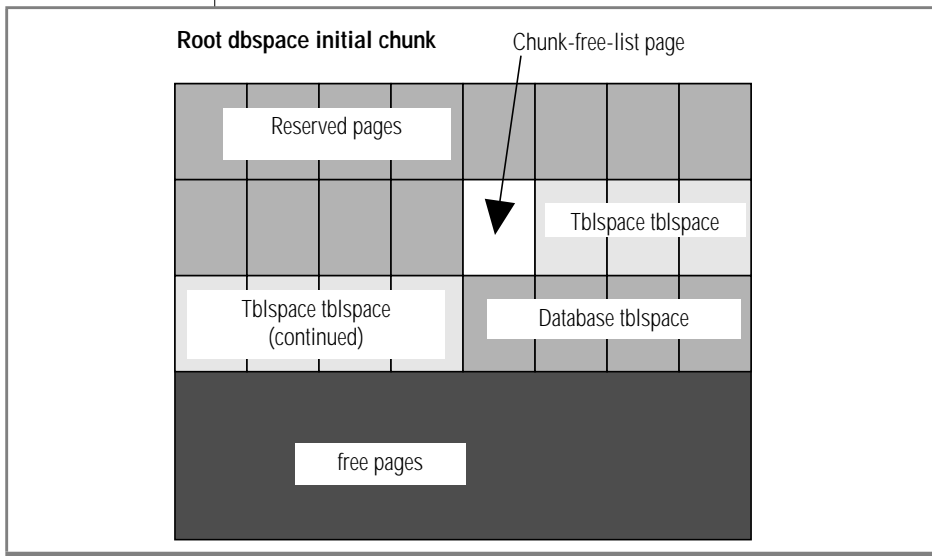 Root dbspace initial chunk
Chunk-free-list page
Reserved pages
Tblspace tblspace
Tblspace tblspace
(continued)
Database tblspace
free pages